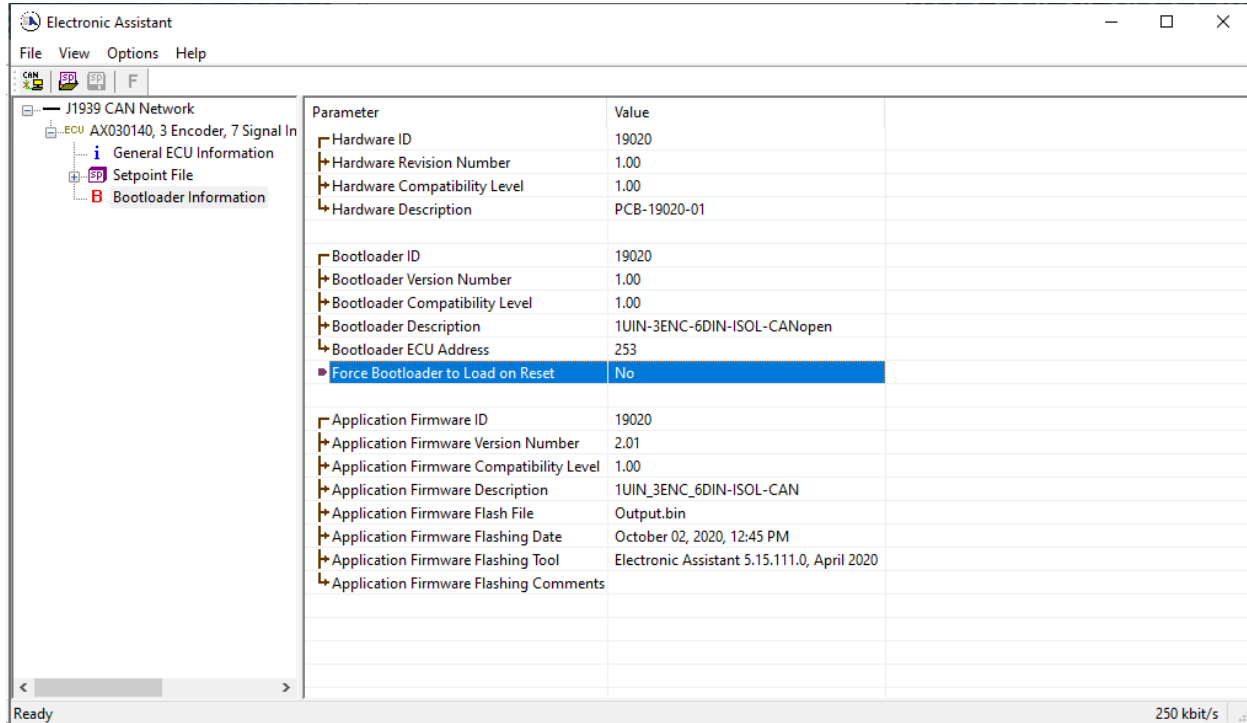 Electronic Assistant
File View Options Help
CAN SP SP F
J1939 CAN Network
ECU AX030140, 3 Encoder, 7 Signal In
i General ECU Information
SP Setpoint File
B Bootloader Information
Parameter Value
Hardware ID 19020
Hardware Revision Number 1.00
Hardware Compatibility Level 1.00
Hardware Description PCB-19020-01
Bootloader ID 19020
Bootloader Version Number 1.00
Bootloader Compatibility Level 1.00
Bootloader Description 1UIN-3ENC-6DIN-ISOL-CANopen
Bootloader ECU Address 253
Force Bootloader to Load on Reset No
Application Firmware ID 19020
Application Firmware Version Number 2.01
Application Firmware Compatibility Level 1.00
Application Firmware Description 1UIN_3ENC_6DIN-ISOL-CAN
Application Firmware Flash File Output.bin
Application Firmware Flashing Date October 02, 2020, 12:45 PM
Application Firmware Flashing Tool Electronic Assistant 5.15.111.0, April 2020
Application Firmware Flashing Comments
Ready 250 kbit/s